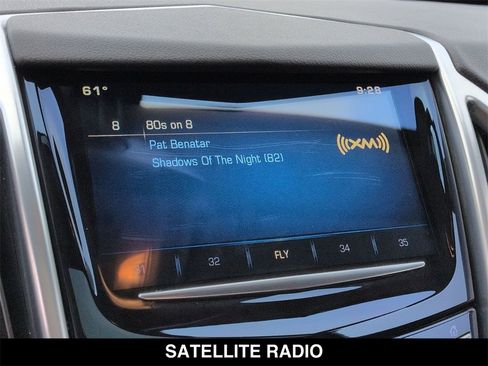 61° 9:28
8 80s on 8
Pat Benatar
Shadows Of The Night (82)
((XM))
32 FLY 34 35
SATELLITE RADIO